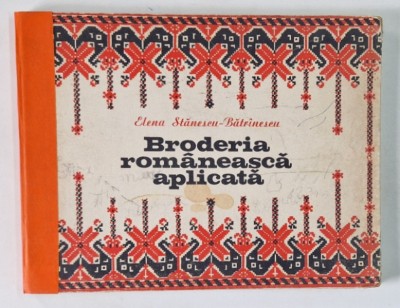 Elena Stănescu-Bătrînescu
Broderia
românească
aplicată